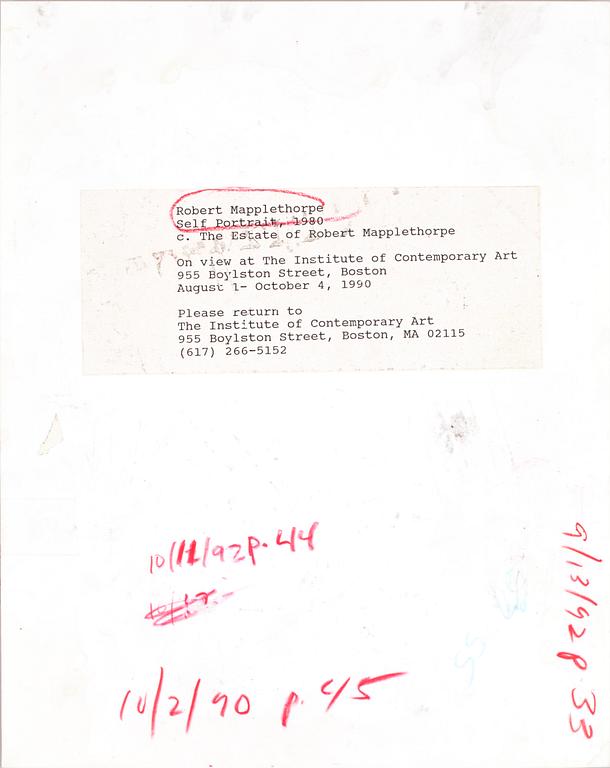 Robert Mapplethorpe
Self Portrait, 1980
c. The Estate of Robert Mapplethorpe
On view at The Institute of Contemporary Art
955 Boylston Street, Boston
August 1- October 4, 1990
Please return to
The Institute of Contemporary Art
955 Boylston Street, Boston, MA 02115
(617) 266-5152
10/11/92 p. 44
10/2/90 p. 45
9/13/92 p. 33